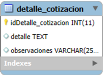 detalle_cotizacion
idDetalle_cotizacion INT(11)
detalle TEXT
observaciones VARCHAR(25...
Indexes